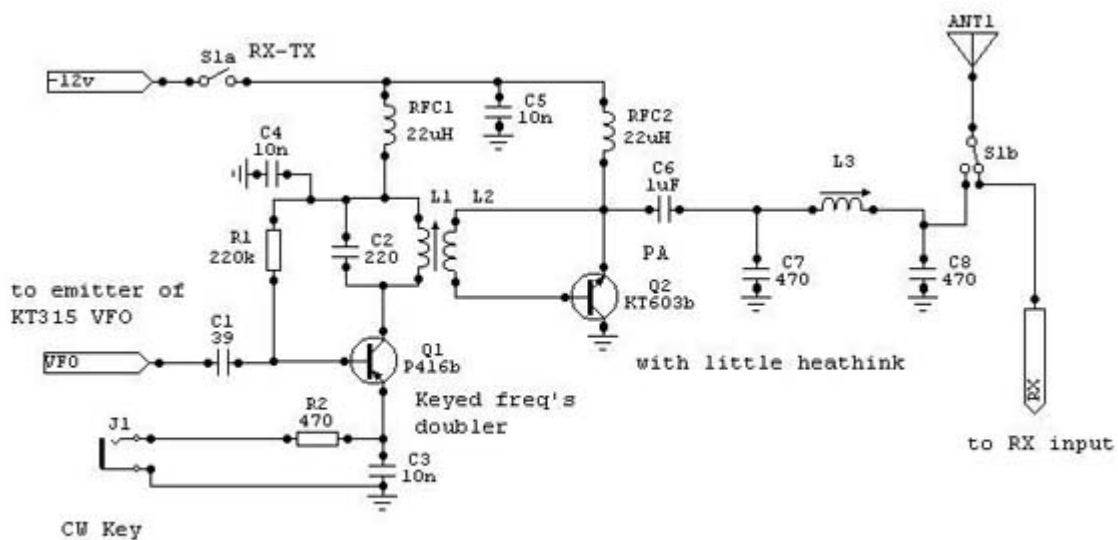 ANT1
RX-TX
S1a
-12v
RFC1
22uH
C5
10n
RFC2
22uH
C4
10n
S1b
C6
1uF
L3
L1
L2
R1
220k
C2
220
PA
C7
470
C8
470
Q2
KT603b
to emitter of
KT315 VFO
C1
39
VFO
Q1
P416b
with little heathink
Keyed freq's
doubler
RX
R2
470
J1
C3
10n
to RX input
CW Key